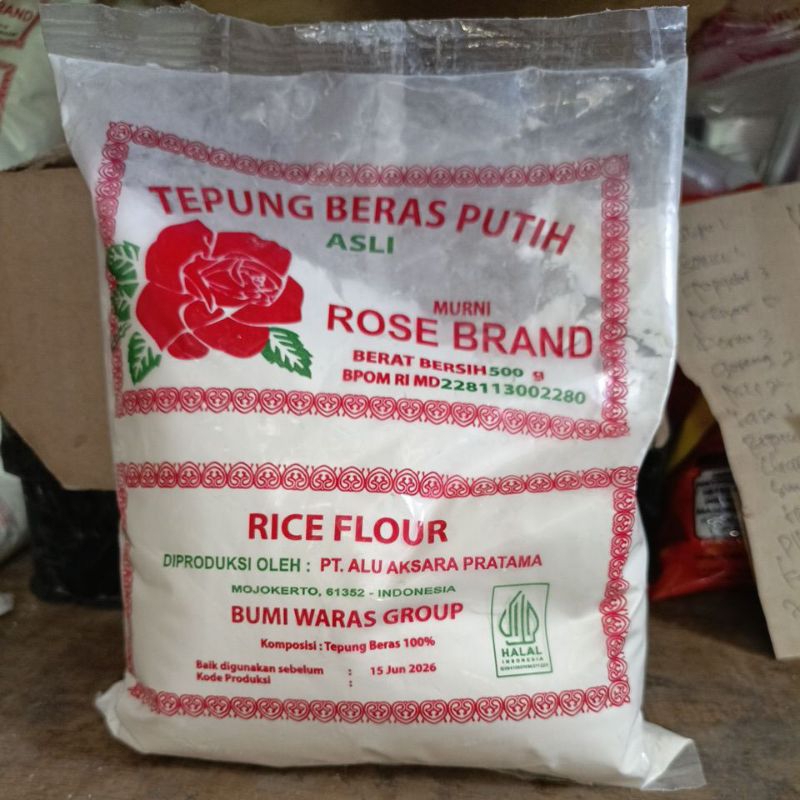 TEPUNG BERAS PUTIH
ASLI
MURNI
ROSE BRAND
BERAT BERSIH 500 g
BPOM RI MD 228113002280
RICE FLOUR
DIPRODUKSI OLEH : PT. ALU AKSARA PRATAMA
MOJOKERTO, 61352 - INDONESIA
BUMI WARAS GROUP
Komposisi : Tepung Beras 100%
Baik digunakan sebelum : 15 Jun 2026
Kode Produksi :
HALAL
INDONESIA